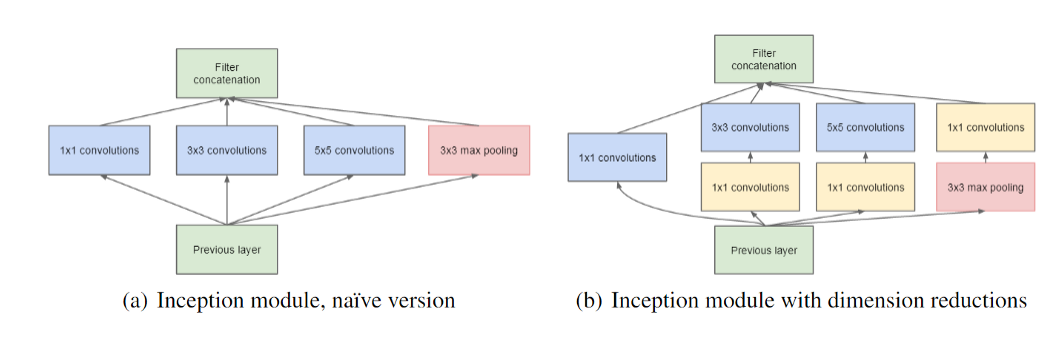 Filter
concatenation
1x1 convolutions
3x3 convolutions
5x5 convolutions
3x3 max pooling
Previous layer
(a) Inception module, naïve version
Filter
concatenation
3x3 convolutions
5x5 convolutions
1x1 convolutions
1x1 convolutions
1x1 convolutions
1x1 convolutions
3x3 max pooling
Previous layer
(b) Inception module with dimension reductions